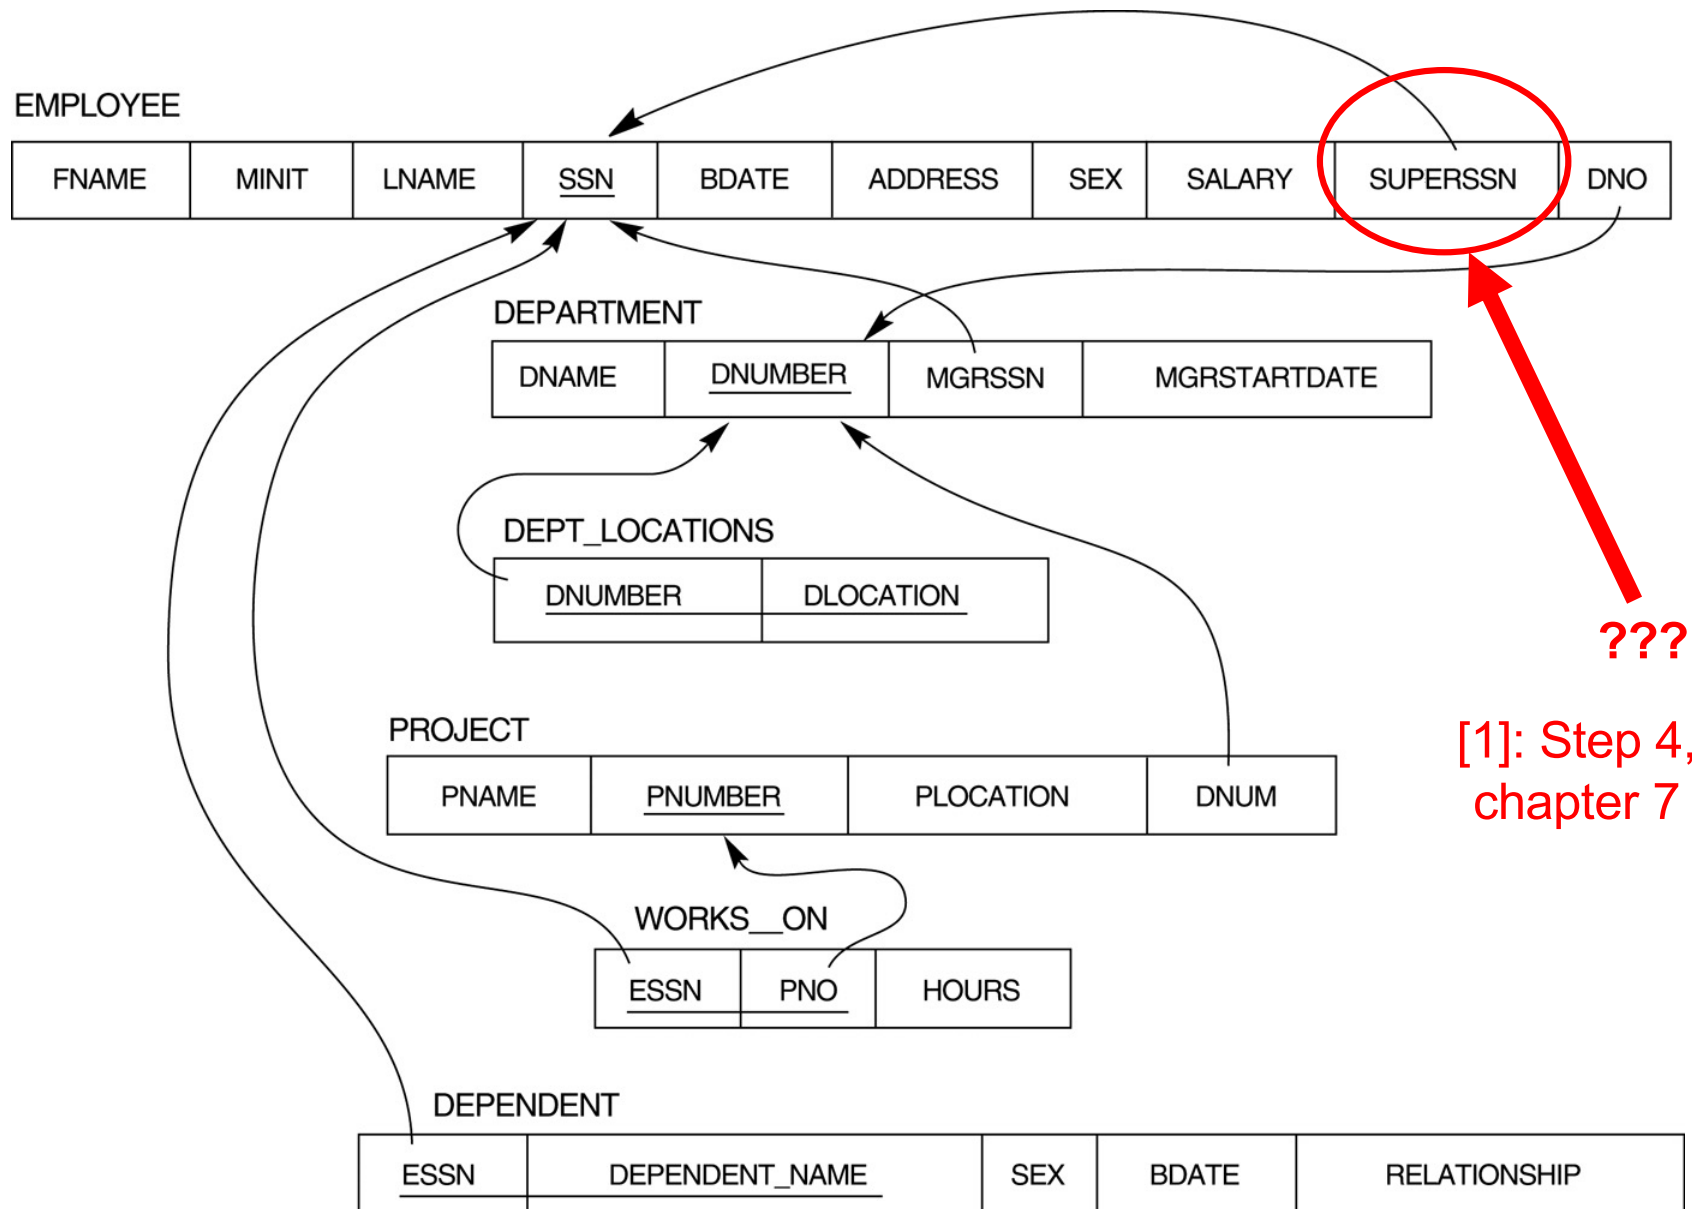 EMPLOYEE
FNAME MINIT LNAME SSN BDATE ADDRESS SEX SALARY SUPERSSN DNO
DEPARTMENT
DNAME DNUMBER MGRSSN MGRSTARTDATE
DEPT_LOCATIONS
DNUMBER DLOCATION
???
[1]: Step 4,
chapter 7
PROJECT
PNAME PNUMBER PLOCATION DNUM
WORKS__ON
ESSN PNO HOURS
DEPENDENT
ESSN DEPENDENT_NAME SEX BDATE RELATIONSHIP